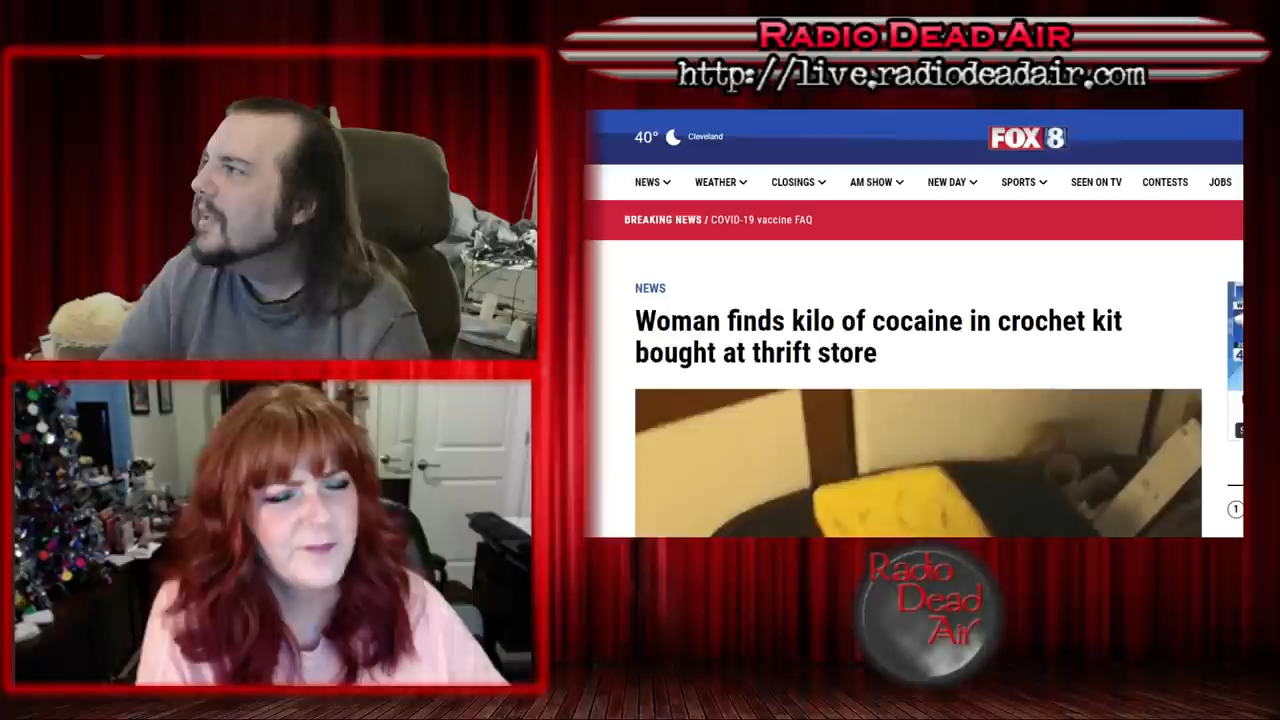 RADIO DEAD AIR
http://live.radiodeadair.com
40° Cleveland FOX 8
NEWS WEATHER CLOSINGS AM SHOW NEW DAY SPORTS SEEN ON TV CONTESTS JOBS
BREAKING NEWS / COVID-19 vaccine FAQ
NEWS
Woman finds kilo of cocaine in crochet kit
bought at thrift store
1
Radio
Dead
Air